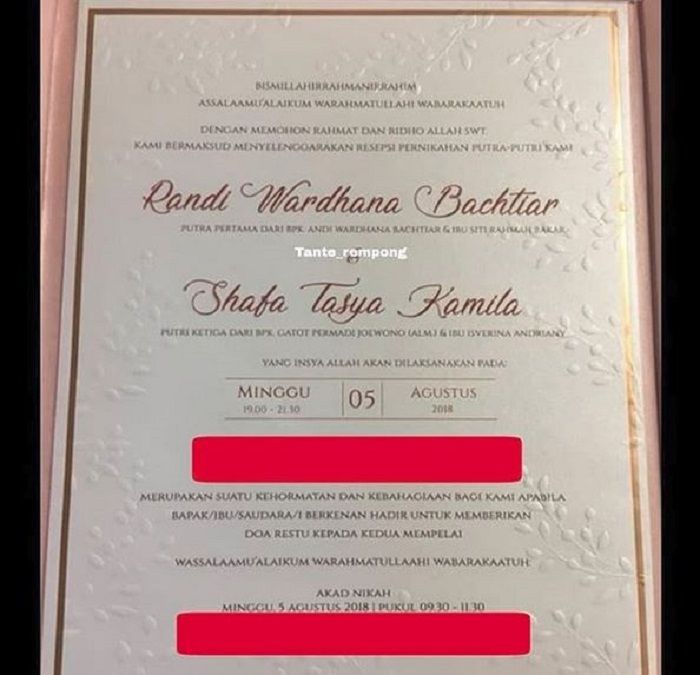 BISMILLAHIRRAHMANIRRAHIM
ASSALAAMU'ALAIKUM WARAHMATULLAHI WABARAKAATUH
DENGAN MEMOHON RAHMAT DAN RIDHO ALLAH SWT.
KAMI BERMAKSUD MENYELENGGARAKAN RESEPSI PERNIKAHAN PUTRA-PUTRI KAMI
Randi Wardhana Bachtiar
PUTRA PERTAMA DARI BPK. ANDI WARDHANA BACHTIAR & IBU SITI RAHMAH BAKAR
Tante_rempong
&
Shafa Tasya Kamila
PUTRI KETIGA DARI BPK. GATOT PERMADI JOEWONO (ALM.) & IBU ISVERINA ANDRIANY
YANG INSYA ALLAH AKAN DILAKSANAKAN PADA:
MINGGU 05 AGUSTUS
19.00 - 21.30 2018
MERUPAKAN SUATU KEHORMATAN DAN KEBAHAGIAAN BAGI KAMI APABILA
BAPAK/IBU/SAUDARA/I BERKENAN HADIR UNTUK MEMBERIKAN
DOA RESTU KEPADA KEDUA MEMPELAI
WASSALAAMU'ALAIKUM WARAHMATULLAAHI WABARAKAATUH
AKAD NIKAH
MINGGU, 5 AGUSTUS 2018 | PUKUL 09.30 - 11.30